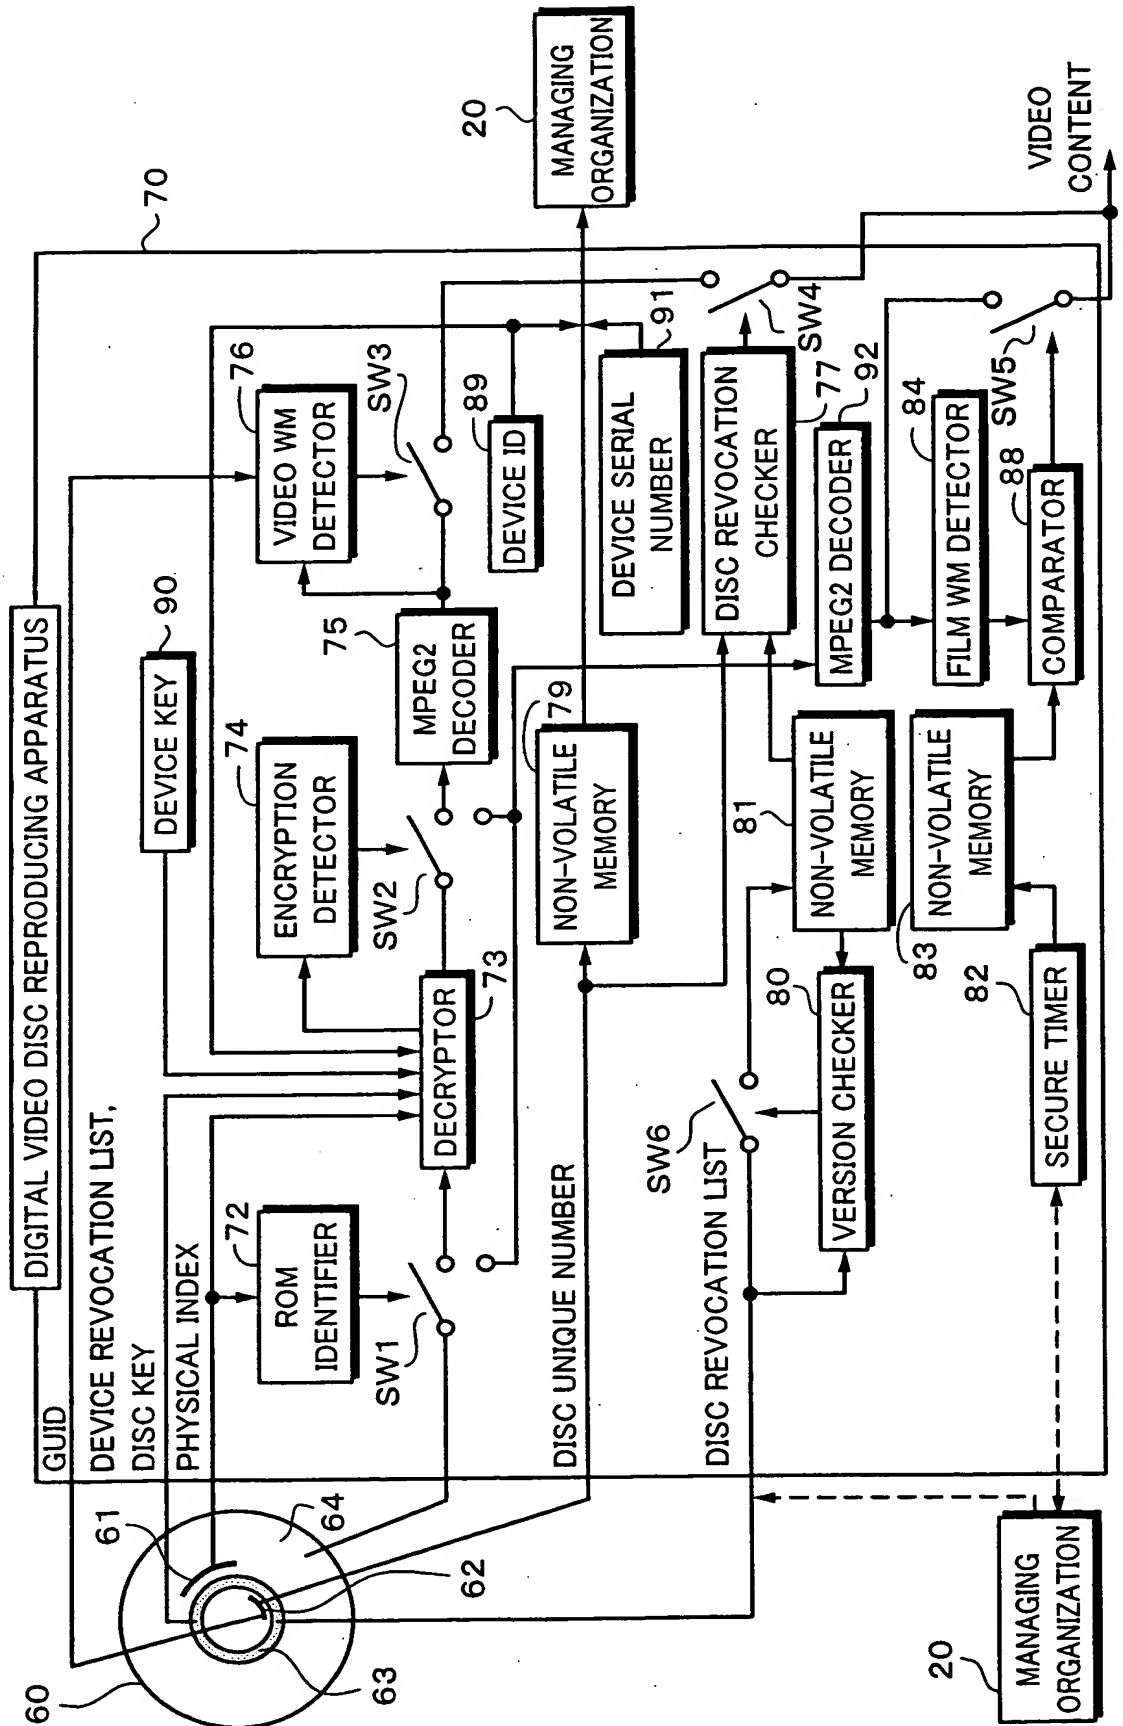 DIGITAL VIDEO DISC REPRODUCING APPARATUS
70
60
61
62
63
64
GUID
DEVICE REVOCATION LIST,
DISC KEY
PHYSICAL INDEX
DEVICE KEY
90
ROM
IDENTIFIER
72
SW1
DECRYPTOR
73
ENCRYPTION
DETECTOR
74
SW2
MPEG2
DECODER
75
VIDEO WM
DETECTOR
76
SW3
DEVICE ID
89
DISC UNIQUE NUMBER
NON-VOLATILE
MEMORY
79
DEVICE SERIAL
NUMBER
91
MANAGING
ORGANIZATION
20
DISC REVOCATION LIST
SW6
VERSION CHECKER
80
NON-VOLATILE
MEMORY
81
DISC REVOCATION
CHECKER
77
SW4
MPEG2 DECODER
92
FILM WM DETECTOR
84
SECURE TIMER
82
NON-VOLATILE
MEMORY
83
COMPARATOR
88
SW5
VIDEO
CONTENT
MANAGING
ORGANIZATION
20